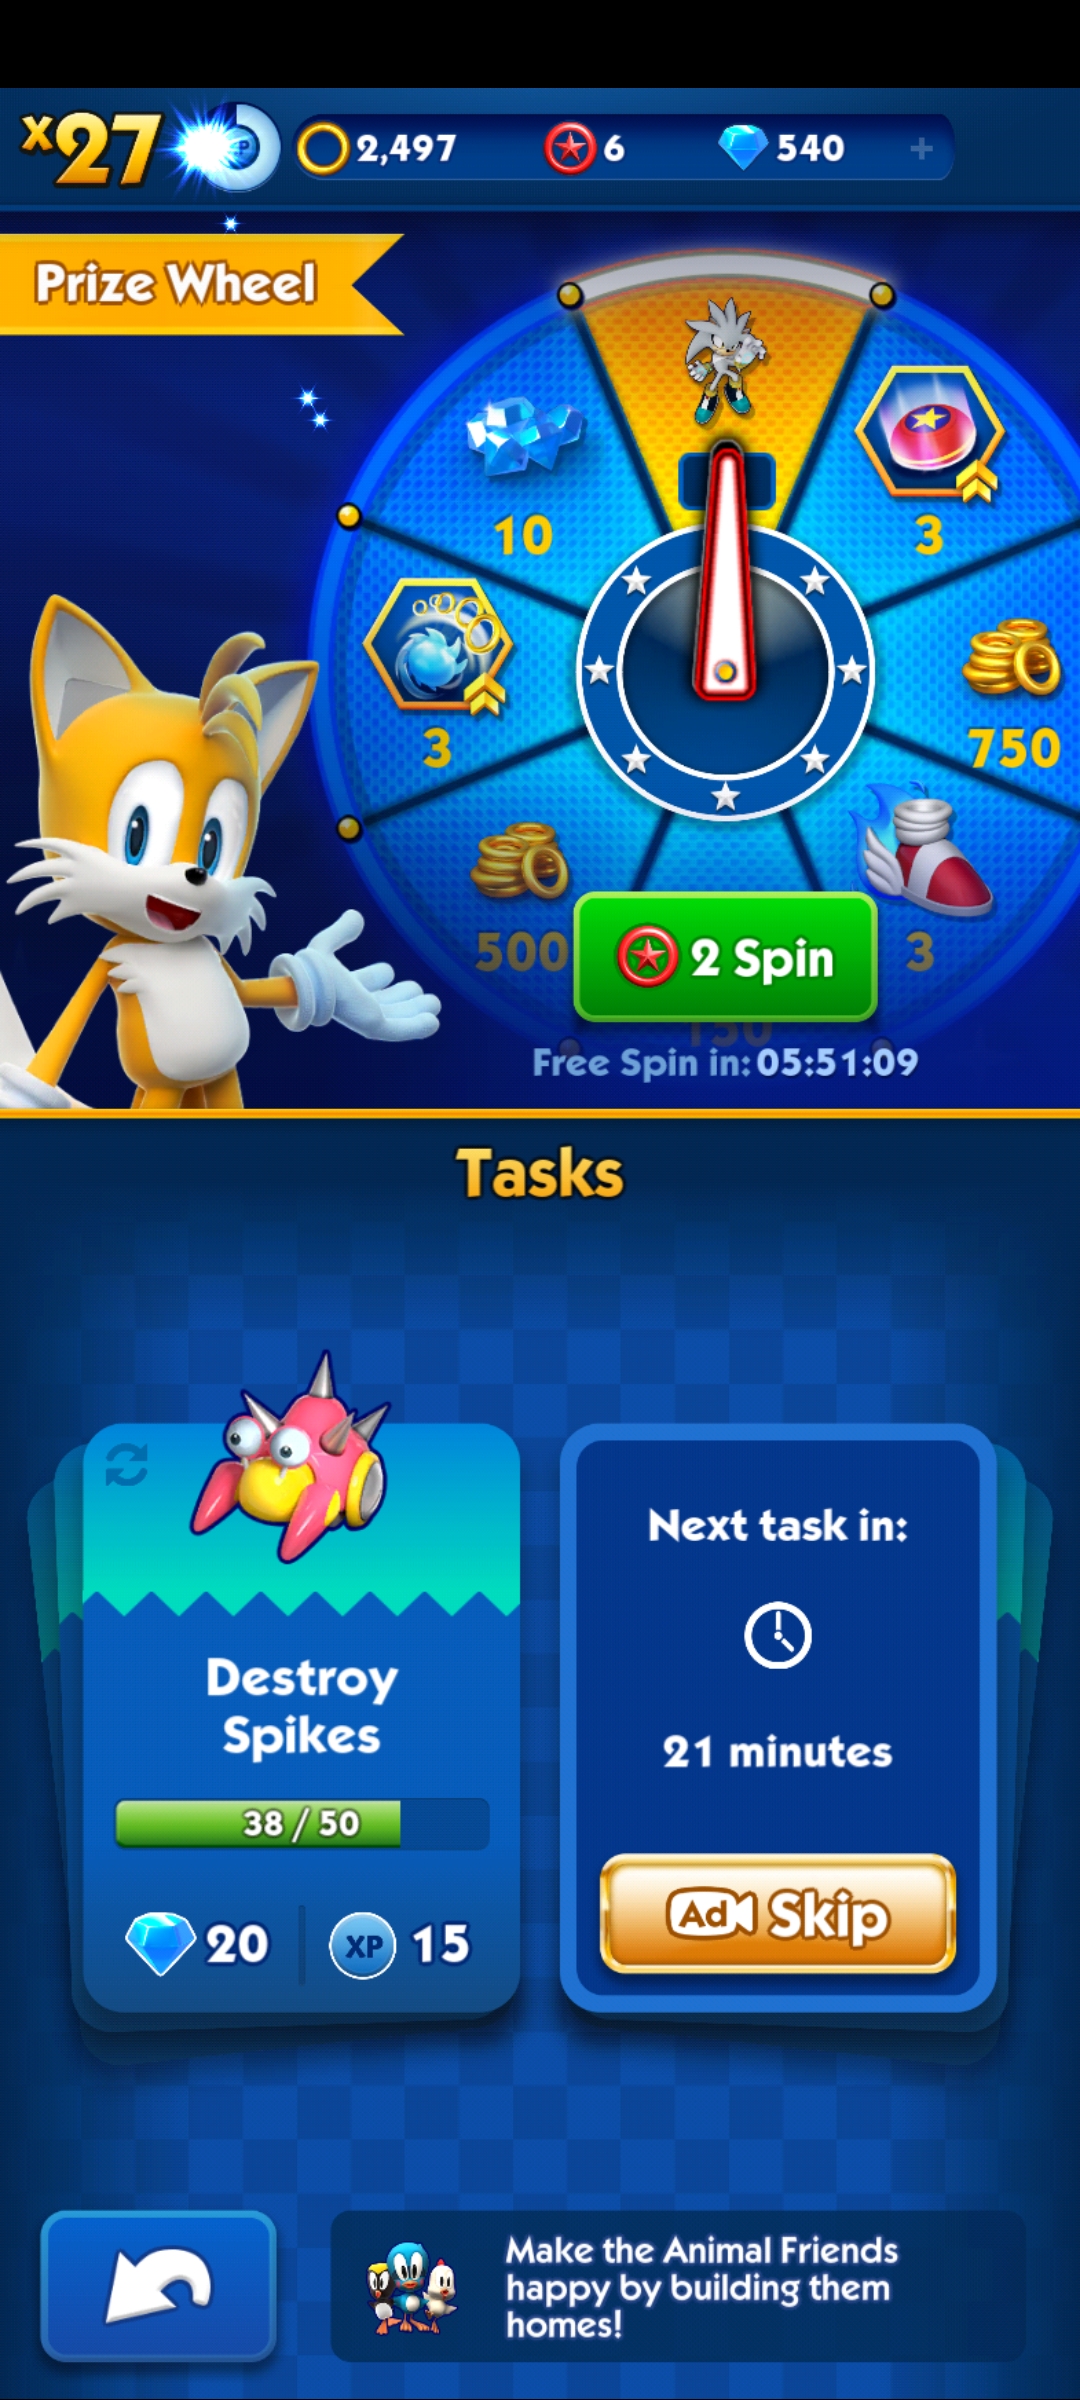 x27
2,497
6
540
+
Prize Wheel
10
3
3
750
500
3
2 Spin
150
Free Spin in: 05:51:09
Tasks
Destroy
Spikes
38 / 50
20
XP 15
Next task in:
21 minutes
Ad Skip
Make the Animal Friends
happy by building them
homes!